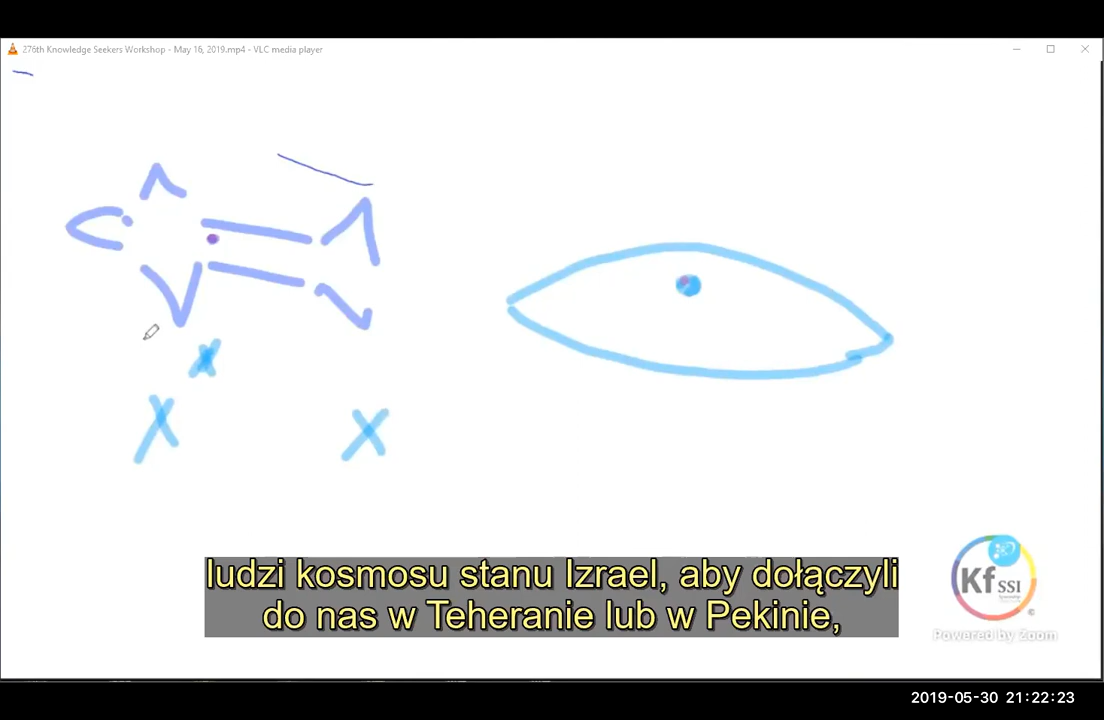 276th Knowledge Seekers Workshop - May 16, 2019.mp4 - VLC media player
X
X
X
ludzi kosmosu stanu Izrael, aby dołączyli
do nas w Teheranie lub w Pekinie,
Kf SSI
©
Powered by Zoom
2019-05-30 21:22:23